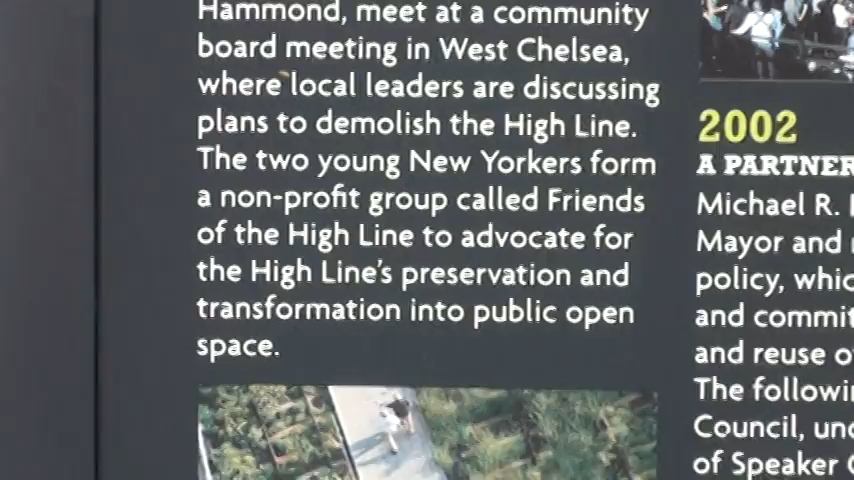 Hammond, meet at a community
board meeting in West Chelsea,
where local leaders are discussing
plans to demolish the High Line.
The two young New Yorkers form
a non-profit group called Friends
of the High Line to advocate for
the High Line's preservation and
transformation into public open
space.
2002
A PARTNER
Michael R.
Mayor and
policy, whic
and commit
and reuse o
The followin
Council, und
of Speaker